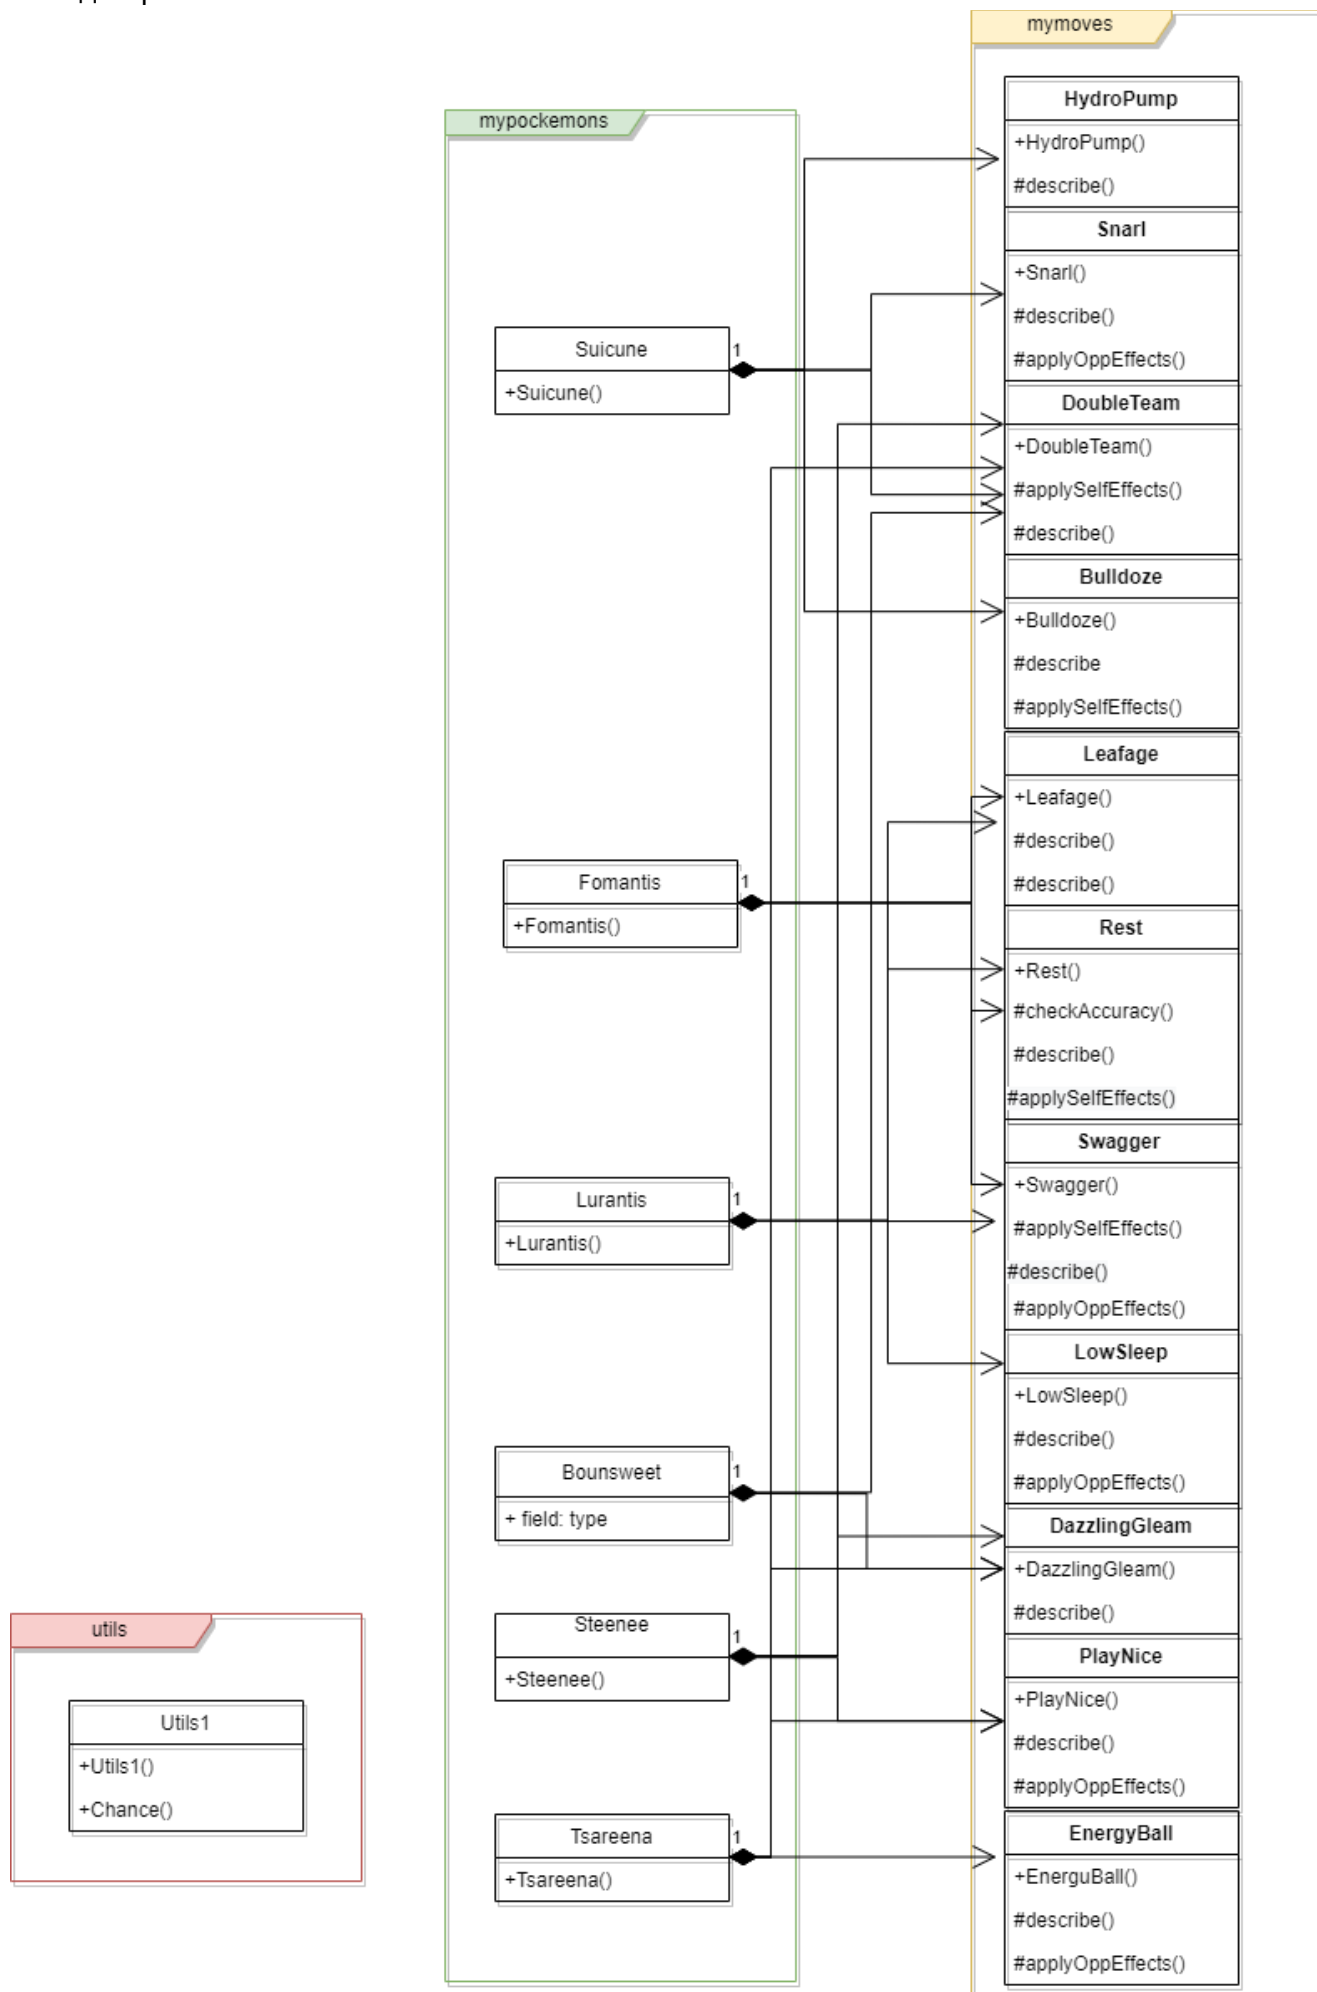 mymoves
HydroPump
+HydroPump()
#describe()
Snarl
+Snarl()
#describe()
#applyOppEffects()
DoubleTeam
+DoubleTeam()
#applySelfEffects()
#describe()
Bulldoze
+Bulldoze()
#describe
#applySelfEffects()
Leafage
+Leafage()
#describe()
#describe()
Rest
+Rest()
#checkAccuracy()
#describe()
#applySelfEffects()
Swagger
+Swagger()
#applySelfEffects()
#describe()
#applyOppEffects()
LowSleep
+LowSleep()
#describe()
#applyOppEffects()
DazzlingGleam
+DazzlingGleam()
#describe()
PlayNice
+PlayNice()
#describe()
#applyOppEffects()
EnergyBall
+EnerguBall()
#describe()
#applyOppEffects()
mypockemons
Suicune
1
+Suicune()
Fomantis
1
+Fomantis()
Lurantis
1
+Lurantis()
Bounsweet
1
+ field: type
Steenee
1
+Steenee()
Tsareena
1
+Tsareena()
utils
Utils1
+Utils1()
+Chance()